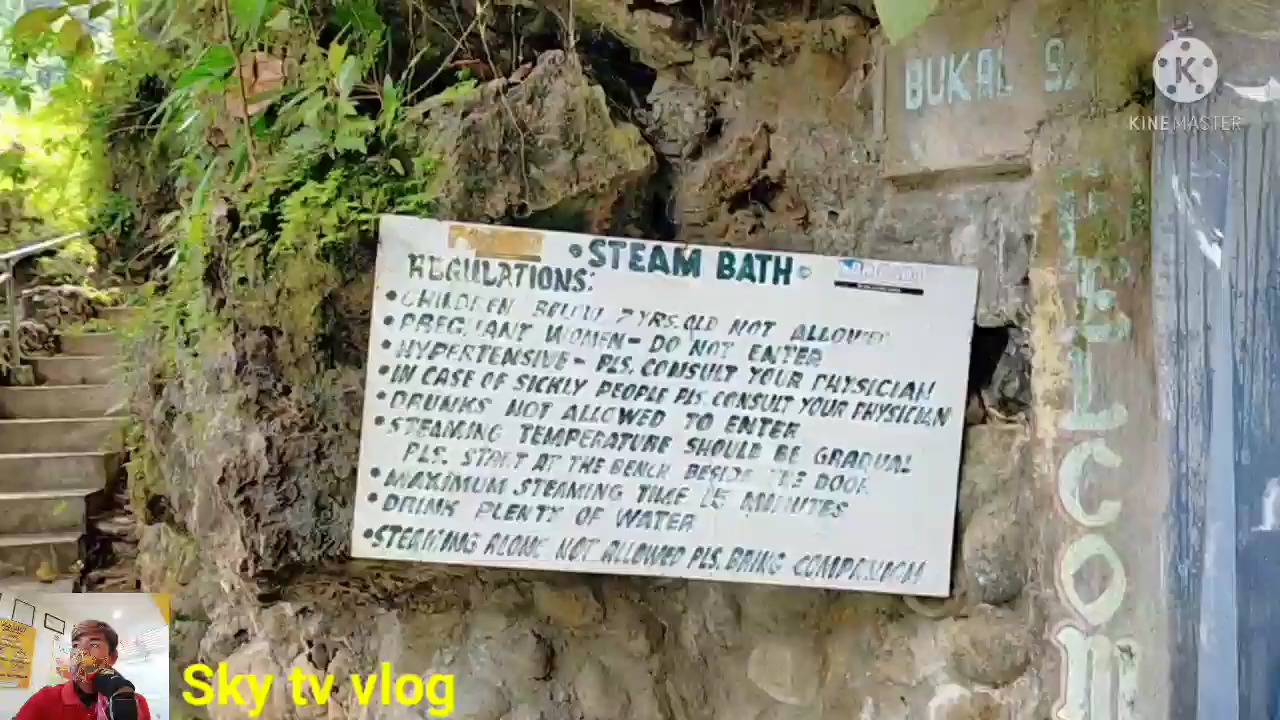 BUKAL
KINEMASTER
WELCOM
• STEAM BATH •
REGULATIONS:
• CHILDREN BELOW 7 YRS. OLD NOT ALLOWED
• PREGNANT WOMEN - DO NOT ENTER
• HYPERTENSIVE - PLS. CONSULT YOUR PHYSICIAN
• IN CASE OF SICKLY PEOPLE PLS. CONSULT YOUR PHYSICIAN
• DRUNKS NOT ALLOWED TO ENTER
• STEAMING TEMPERATURE SHOULD BE GRADUAL
PLS. START AT THE BENCH BESIDE THE DOOR
• MAXIMUM STEAMING TIME 15 MINUTES
• DRINK PLENTY OF WATER
• STEAMING ALONE NOT ALLOWED PLS. BRING COMPANION
Sky tv vlog